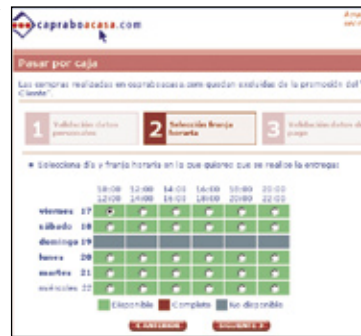 capraboacasa.com
Pasar por caja
Las compras realizadas en capraboacasa.com quedan excluidas de la promoción del
Cliente".
1 Validación datos personales
2 Selección franja horaria
3 Validación datos de pago
Selecciona día y franja horaria en la que quieres que se realice la entrega:
10:00 12:00 14:00 16:00 18:00 20:00
12:00 14:00 16:00 18:00 20:00 22:00
viernes 17
sábado 18
domingo 19
lunes 20
martes 21
miércoles 22
Disponible Completo No disponible
ANTERIOR SIGUIENTE